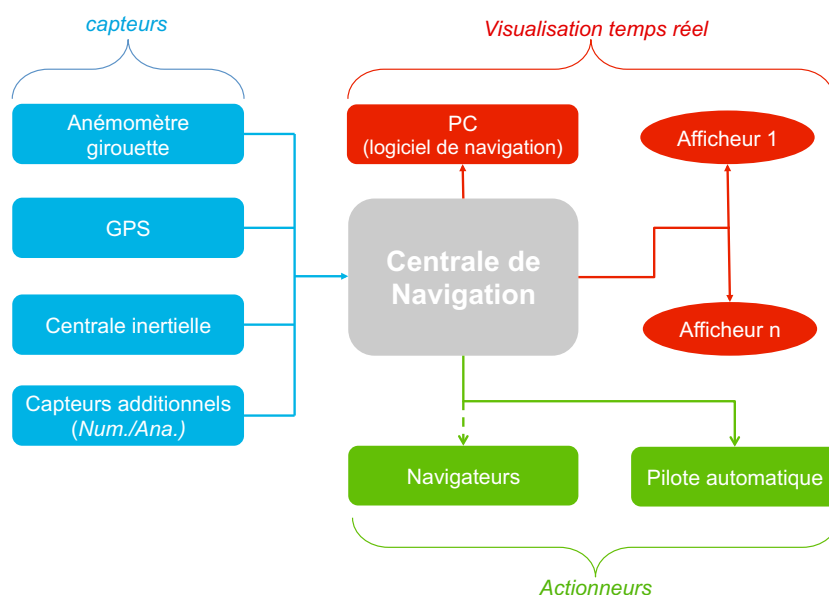 capteurs
Visualisation temps réel
Anémomètre
girouette
PC
(logiciel de navigation)
Afficheur 1
GPS
Centrale de
Navigation
Centrale inertielle
Afficheur n
Capteurs additionnels
(Num./Ana.)
Navigateurs
Pilote automatique
Actionneurs